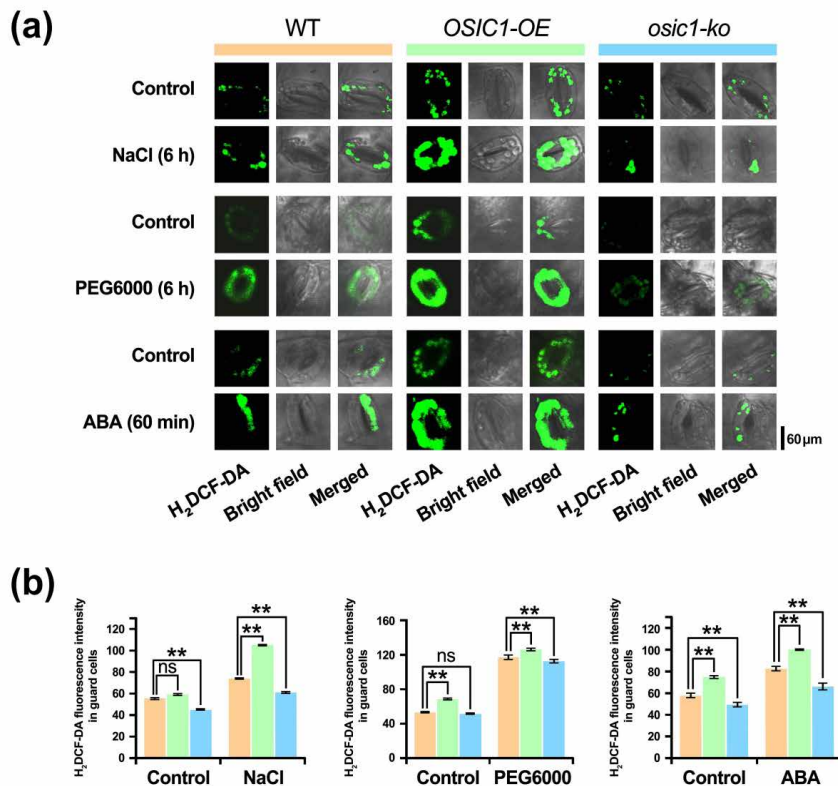 (a)
WT OSIC1-OE osic1-ko
Control
NaCl (6 h)
Control
PEG6000 (6 h)
Control
ABA (60 min)
60 µm
H₂DCF-DA Bright field Merged H₂DCF-DA Bright field Merged H₂DCF-DA Bright field Merged
(b)
H₂DCF-DA fluorescence intensity
in guard cells
120
100
80
60
40
20
0
**
ns
**
**
Control NaCl
H₂DCF-DA fluorescence intensity
in guard cells
160
120
80
40
0
ns
**
**
**
Control PEG6000
H₂DCF-DA fluorescence intensity
in guard cells
120
100
80
60
40
20
0
**
**
**
**
Control ABA